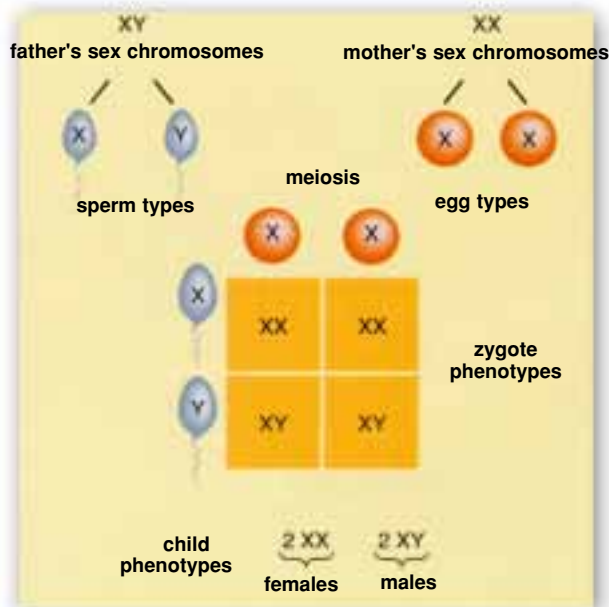 XY
father's sex chromosomes
XX
mother's sex chromosomes
X
Y
X
X
sperm types
meiosis
egg types
X
X
X
XX
XX
zygote
phenotypes
Y
XY
XY
child
phenotypes
2 XX
females
2 XY
males